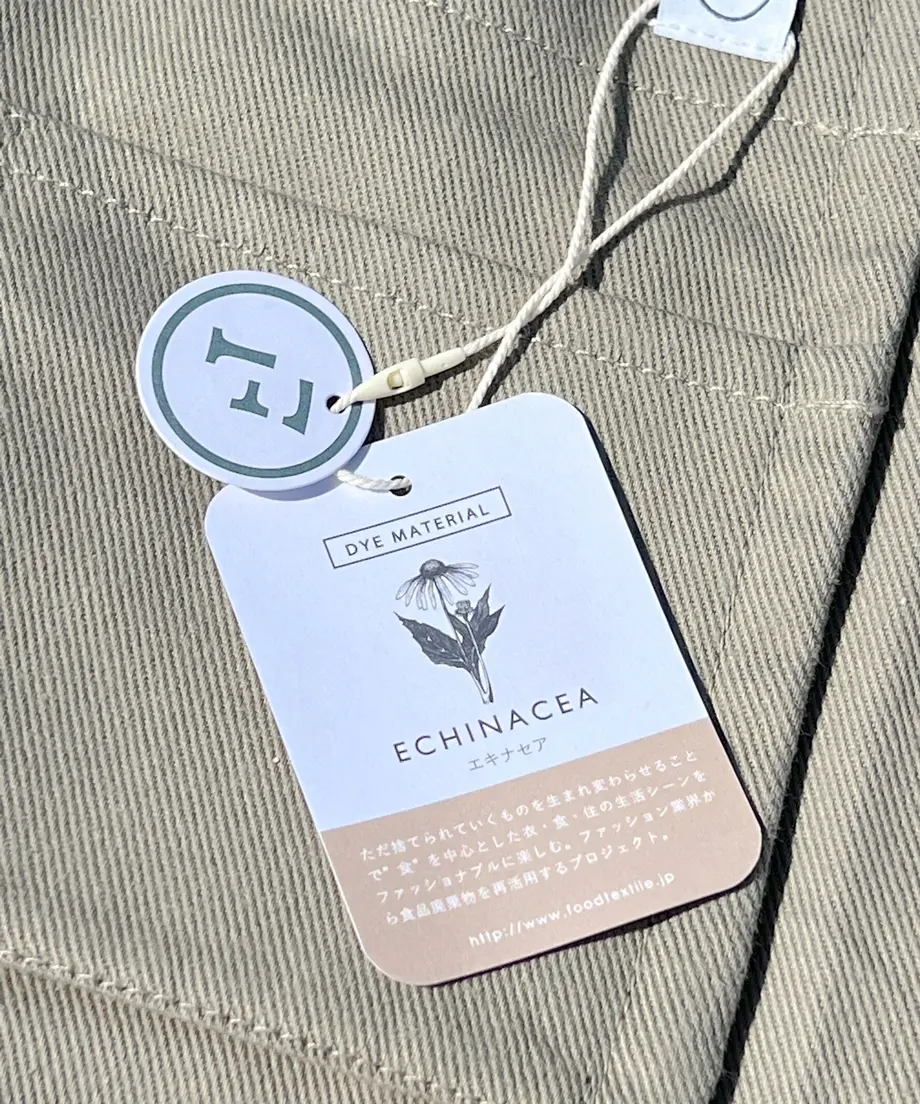 E
DYE MATERIAL
ECHINACEA
エキナセア
ただ捨てられていくものを生まれ変わらせること
で"食"を中心とした衣・食・住の生活シーンを
ファッショナブルに楽しむ。ファッション業界か
ら食品廃棄物を再活用するプロジェクト。
http://www.foodtextile.jp